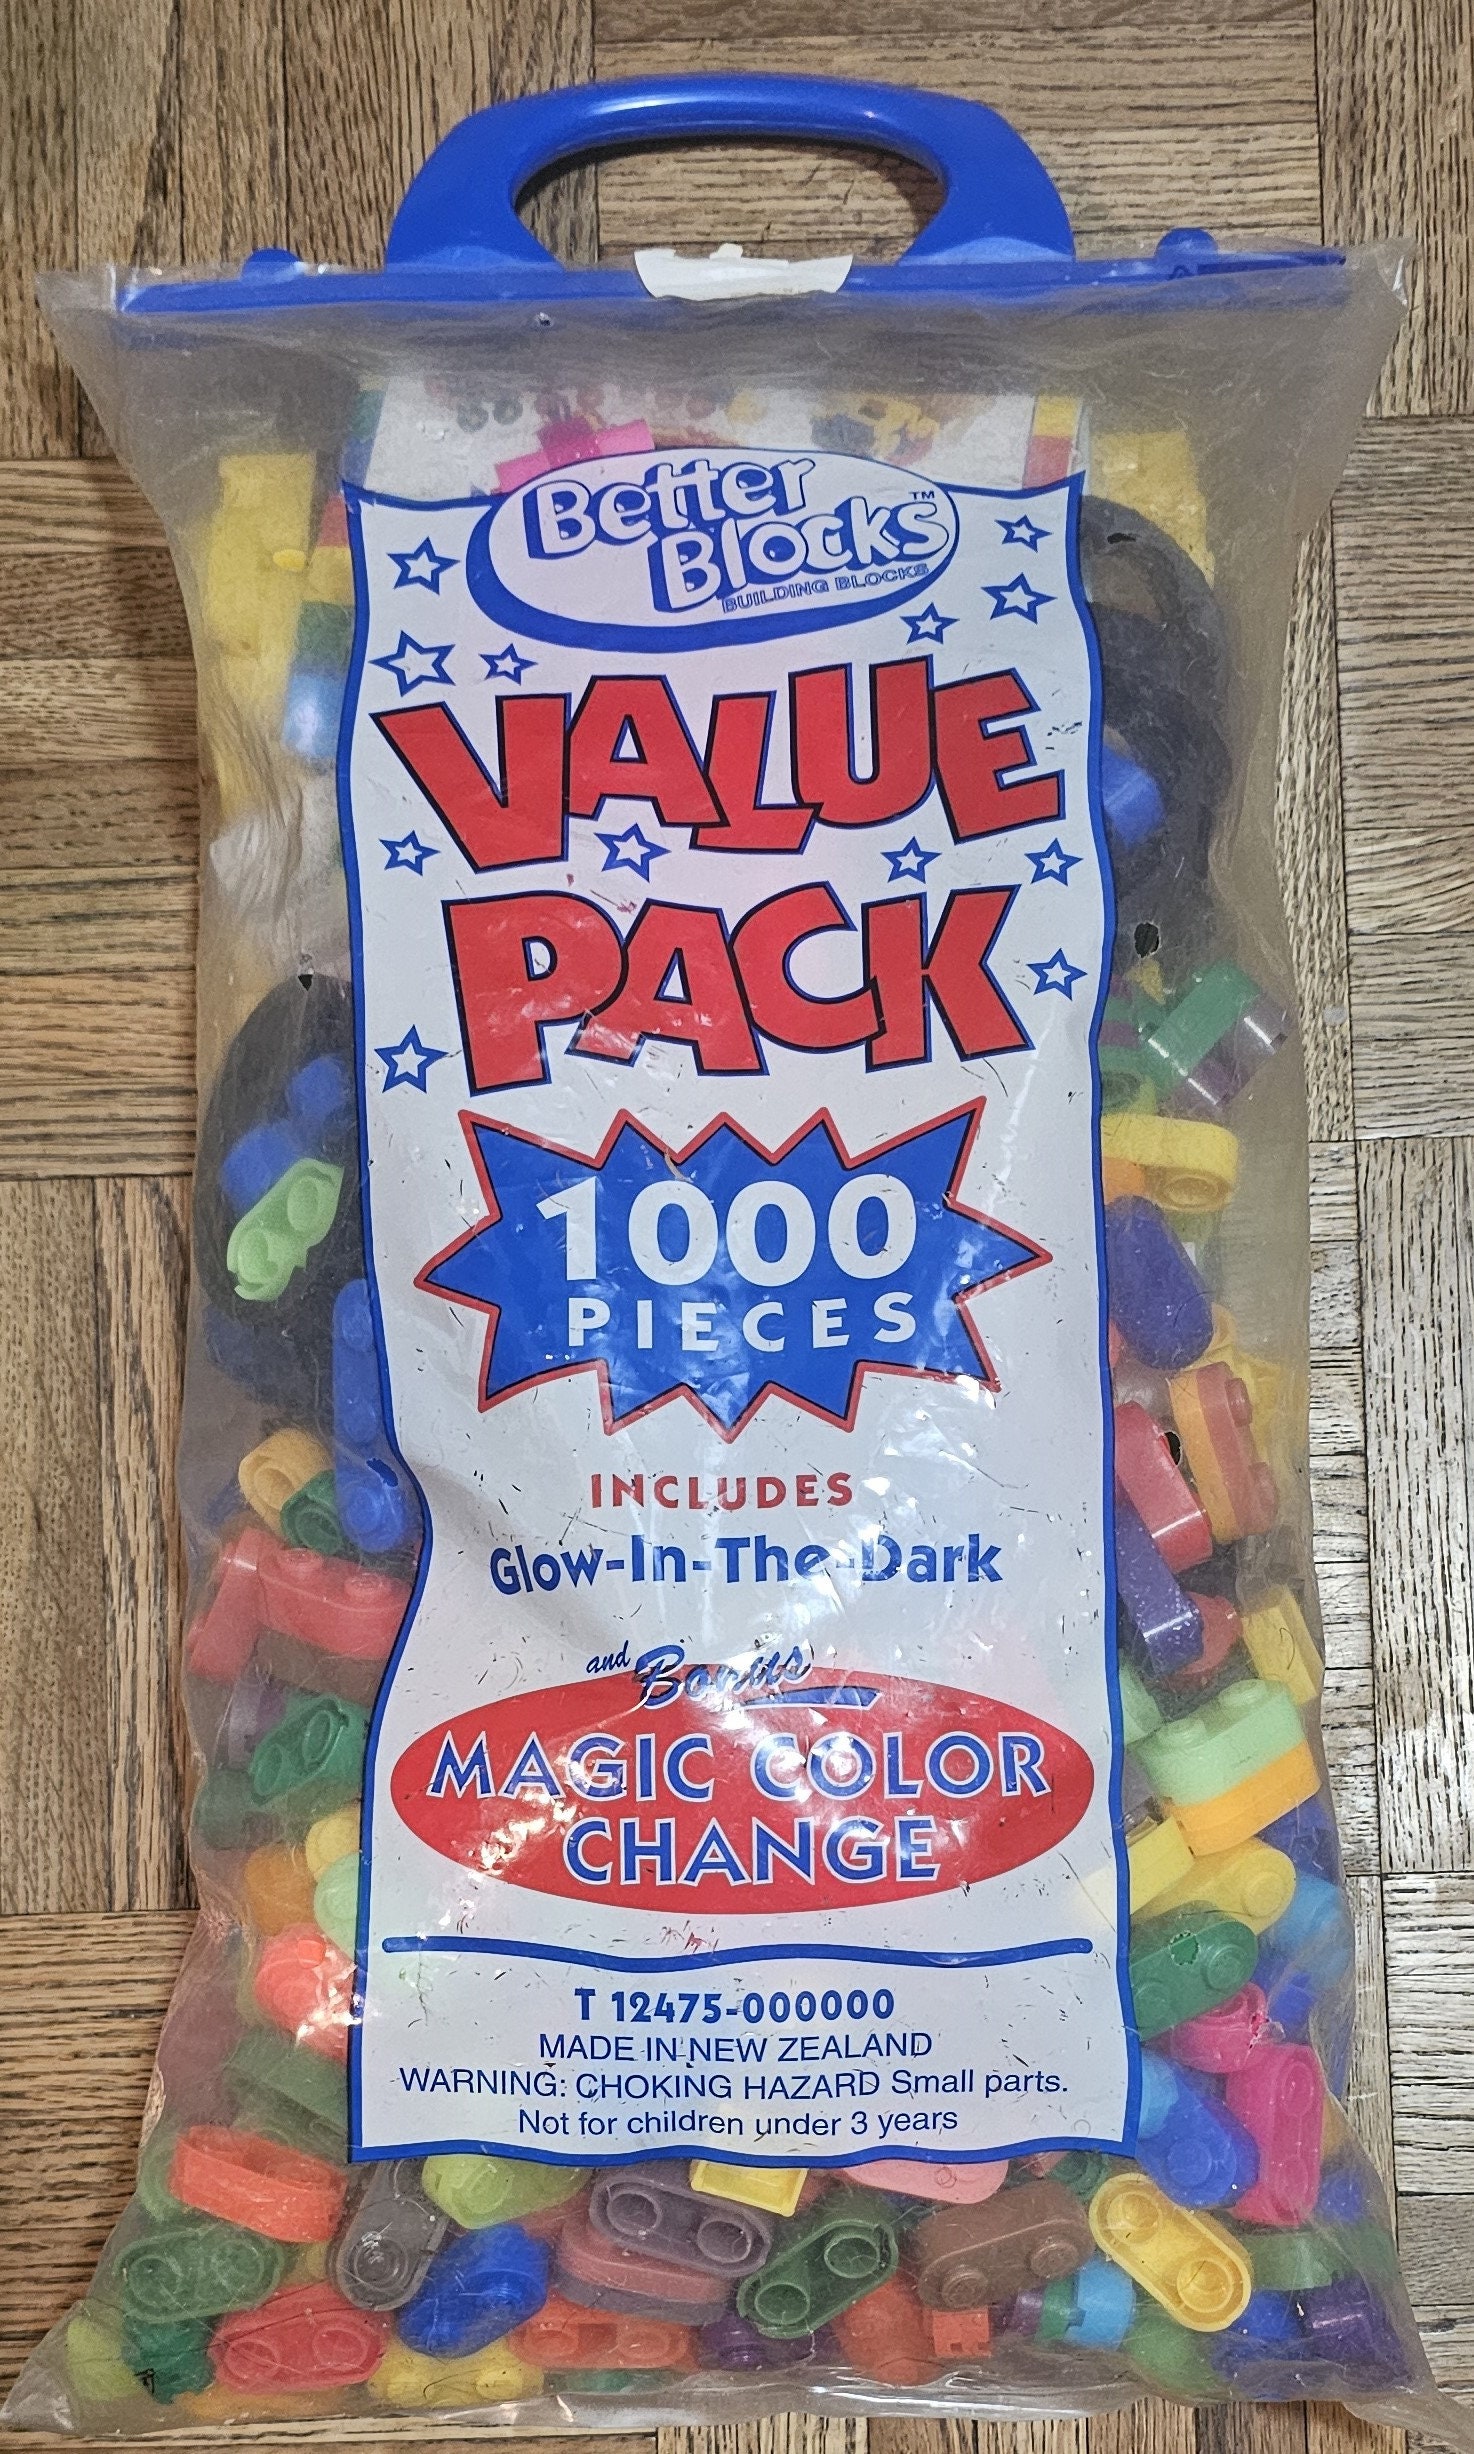 Better
Blocks™
BUILDING BLOCKS
VALUE
PACK
1000
PIECES
INCLUDES
Glow-In-The-Dark
and Bonus
MAGIC COLOR
CHANGE
T 12475-000000
MADE IN NEW ZEALAND
WARNING: CHOKING HAZARD Small parts.
Not for children under 3 years